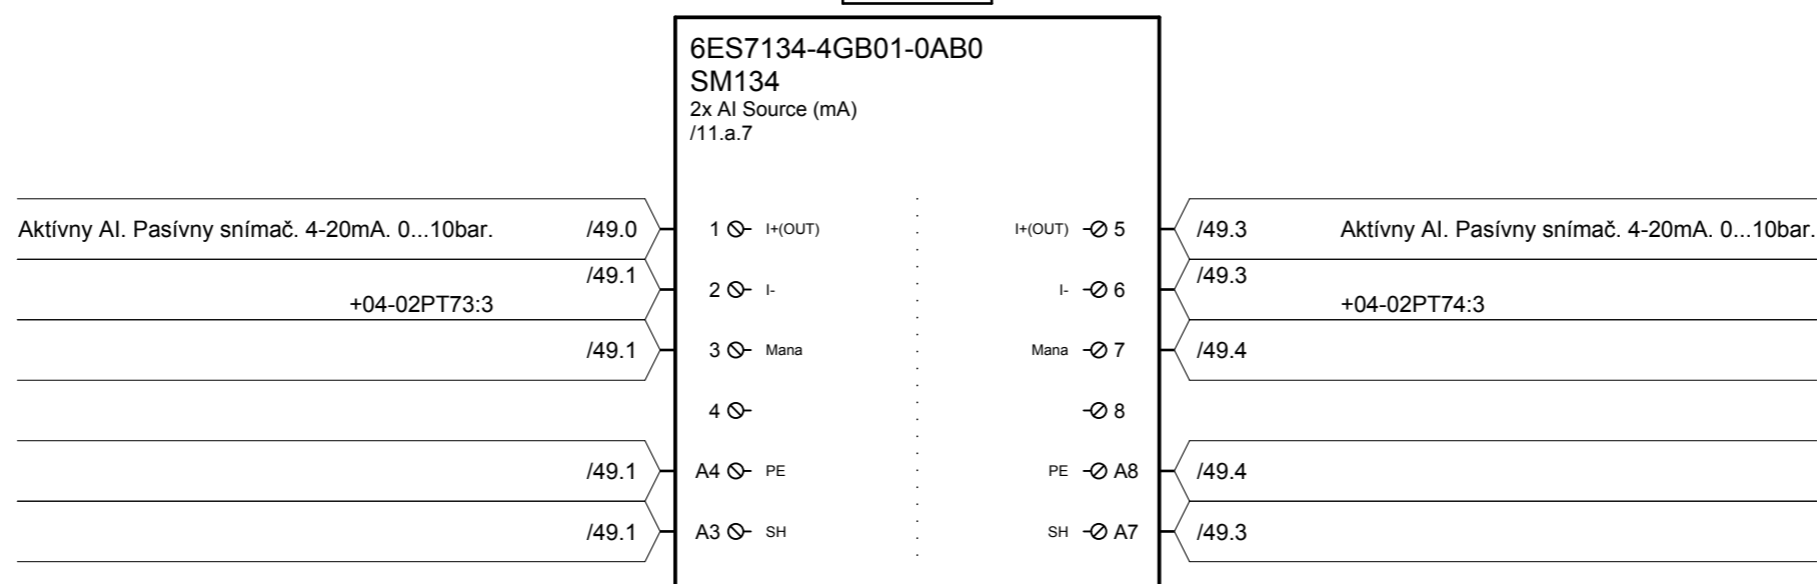 6ES7134-4GB01-0AB0
SM134
2x AI Source (mA)
/11.a.7
Aktívny AI. Pasívny snímač. 4-20mA. 0...10bar. /49.0 1 I+(OUT) I+(OUT) 5 /49.3 Aktívny AI. Pasívny snímač. 4-20mA. 0...10bar.
/49.1 2 I- I- 6 /49.3
+04-02PT73:3 +04-02PT74:3
/49.1 3 Mana Mana 7 /49.4
4 8
/49.1 A4 PE PE A8 /49.4
/49.1 A3 SH SH A7 /49.3